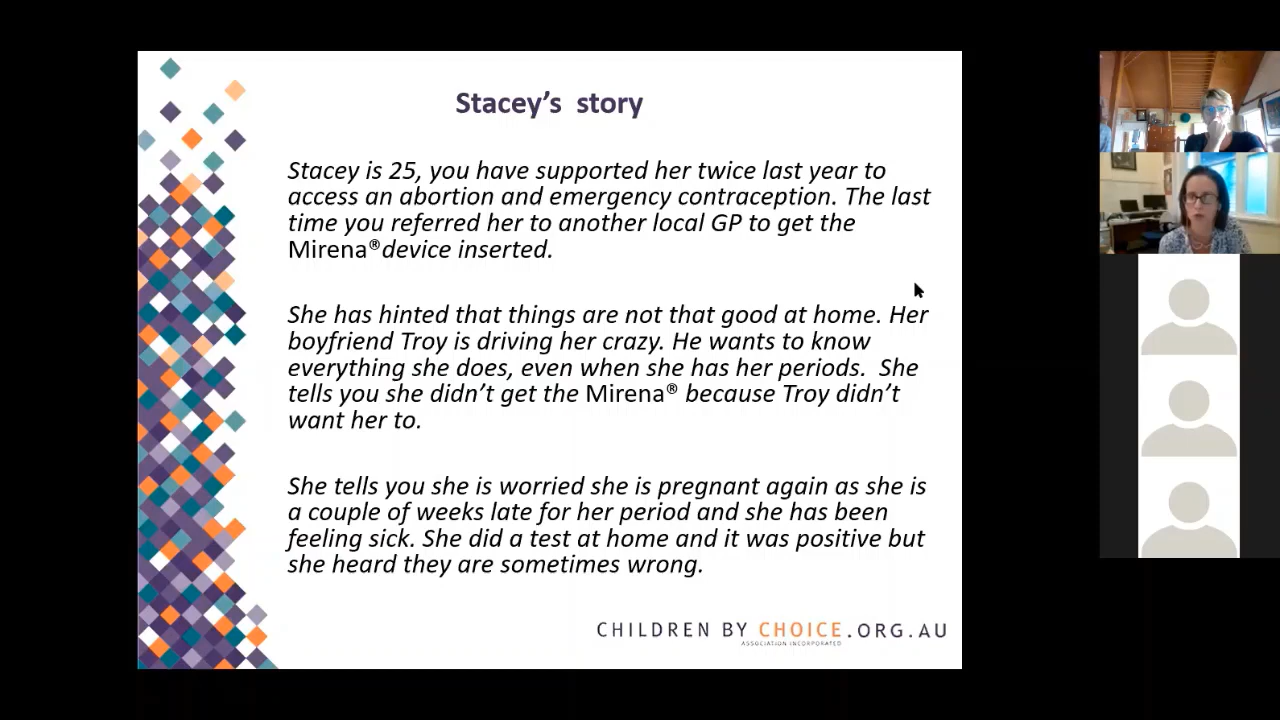 Stacey’s story
Stacey is 25, you have supported her twice last year to
access an abortion and emergency contraception. The last
time you referred her to another local GP to get the
Mirena® device inserted.
She has hinted that things are not that good at home. Her
boyfriend Troy is driving her crazy. He wants to know
everything she does, even when she has her periods. She
tells you she didn’t get the Mirena® because Troy didn’t
want her to.
She tells you she is worried she is pregnant again as she is
a couple of weeks late for her period and she has been
feeling sick. She did a test at home and it was positive but
she heard they are sometimes wrong.
CHILDREN BY CHOICE.ORG.AU
ASSOCIATION INCORPORATED